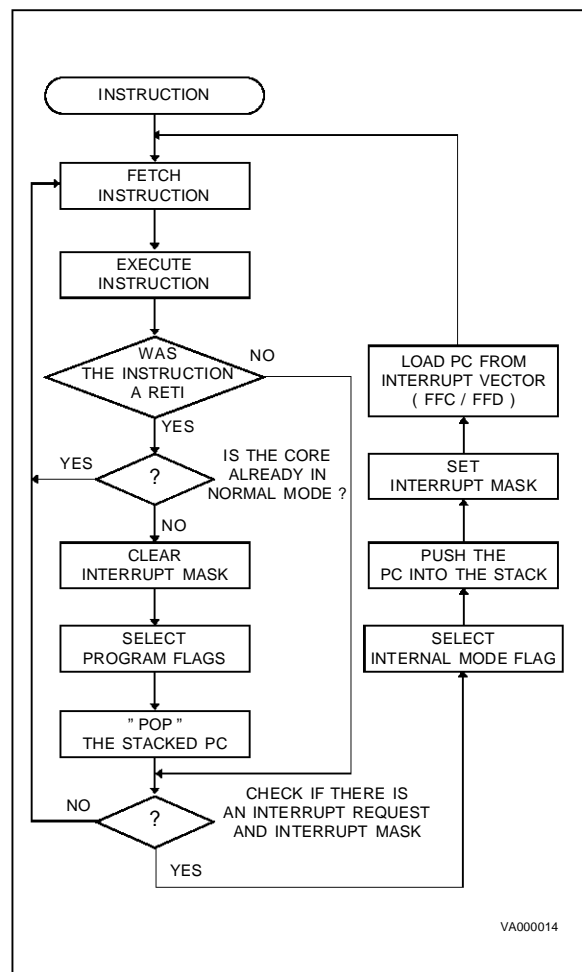 INSTRUCTION
FETCH
INSTRUCTION
EXECUTE
INSTRUCTION
WAS
THE INSTRUCTION
A RETI
NO
YES
IS THE CORE
ALREADY IN
NORMAL MODE ?
YES
?
NO
CLEAR
INTERRUPT MASK
SELECT
PROGRAM FLAGS
" POP "
THE STACKED PC
CHECK IF THERE IS
AN INTERRUPT REQUEST
AND INTERRUPT MASK
NO
?
YES
LOAD PC FROM
INTERRUPT VECTOR
( FFC / FFD )
SET
INTERRUPT MASK
PUSH THE
PC INTO THE STACK
SELECT
INTERNAL MODE FLAG
VA000014